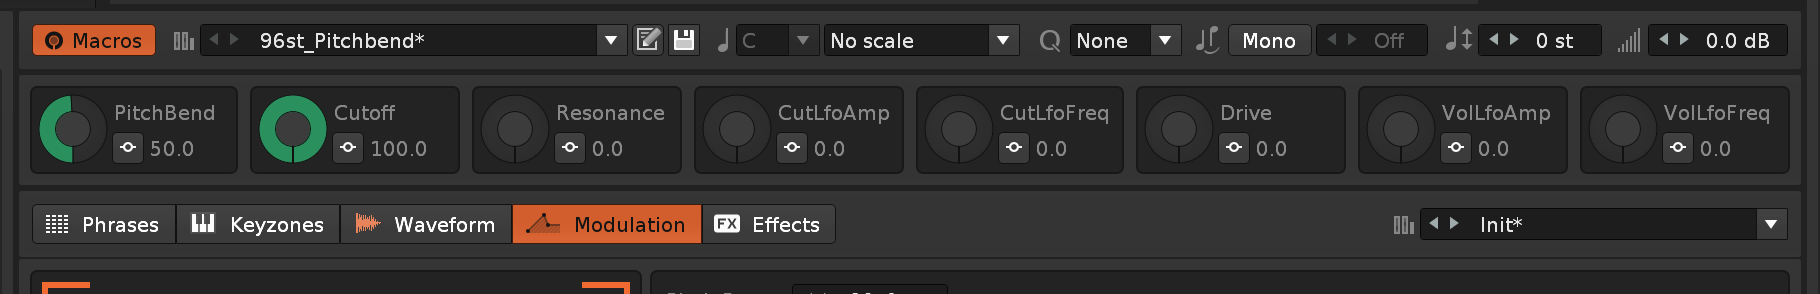 Macros 96st_Pitchbend* C No scale None Mono Off 0 st 0.0 dB
PitchBend Cutoff Resonance CutLfoAmp CutLfoFreq Drive VolLfoAmp VolLfoFreq
50.0 100.0 0.0 0.0 0.0 0.0 0.0 0.0
Phrases Keyzones Waveform Modulation FX Effects Init*